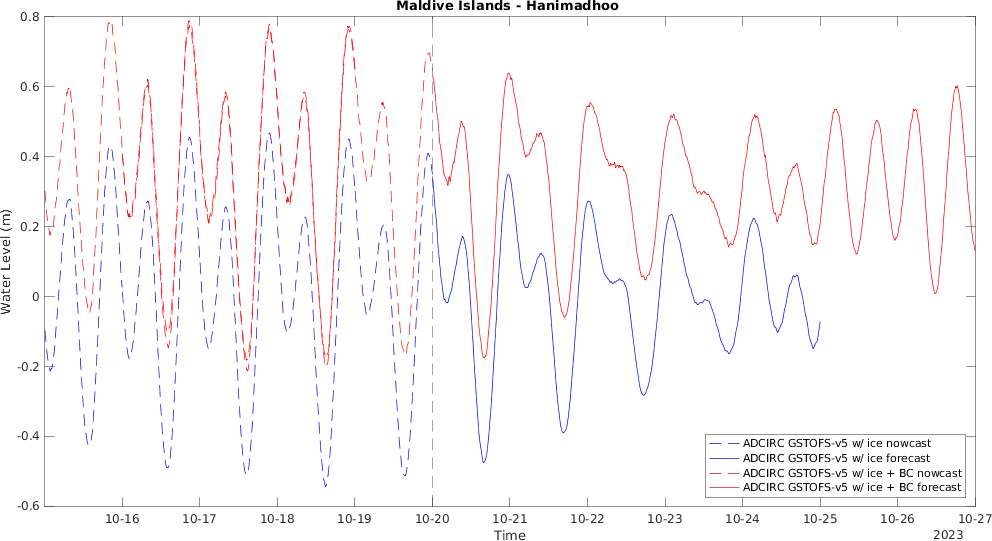 Maldive Islands - Hanimadhoo
0.8
0.6
0.4
0.2
0
-0.2
-0.4
-0.6
Water Level (m)
ADCIRC GSTOFS-v5 w/ ice nowcast
ADCIRC GSTOFS-v5 w/ ice forecast
ADCIRC GSTOFS-v5 w/ ice + BC nowcast
ADCIRC GSTOFS-v5 w/ ice + BC forecast
10-16 10-17 10-18 10-19 10-20 10-21 10-22 10-23 10-24 10-25 10-26 10-27
Time
2023